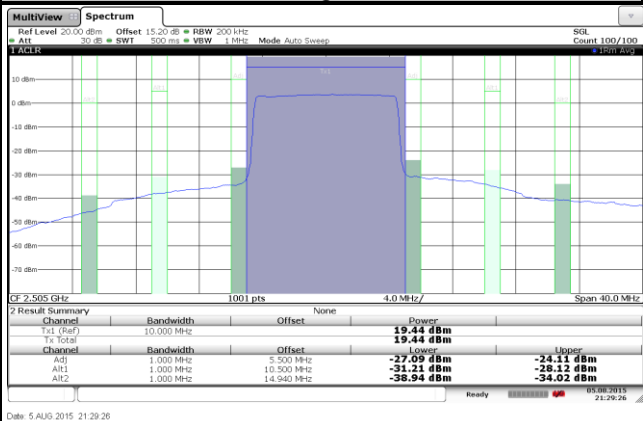 MultiView Spectrum
Ref Level 20.00 dBm Offset 15.20 dB RBW 200 kHz SGL
Att 30 dB SWT 500 ms VBW 1 MHz Mode Auto Sweep Count 100/100
1 ACLR 1Rm Avg
10 dBm
0 dBm
-10 dBm
-20 dBm
-30 dBm
-40 dBm
-50 dBm
-60 dBm
-70 dBm
CF 2.505 GHz 1001 pts 4.0 MHz/ Span 40.0 MHz
2 Result Summary None
Channel Bandwidth Offset Power
Tx1 (Ref) 10.000 MHz 19.44 dBm
Tx Total 19.44 dBm
Channel Bandwidth Offset Lower Upper
Adj 1.000 MHz 5.500 MHz -27.09 dBm -24.11 dBm
Alt1 1.000 MHz 10.500 MHz -31.21 dBm -28.12 dBm
Alt2 1.000 MHz 14.940 MHz -38.94 dBm -34.02 dBm
Ready 05.08.2015
21:29:26
Date: 5.AUG.2015 21:29:26